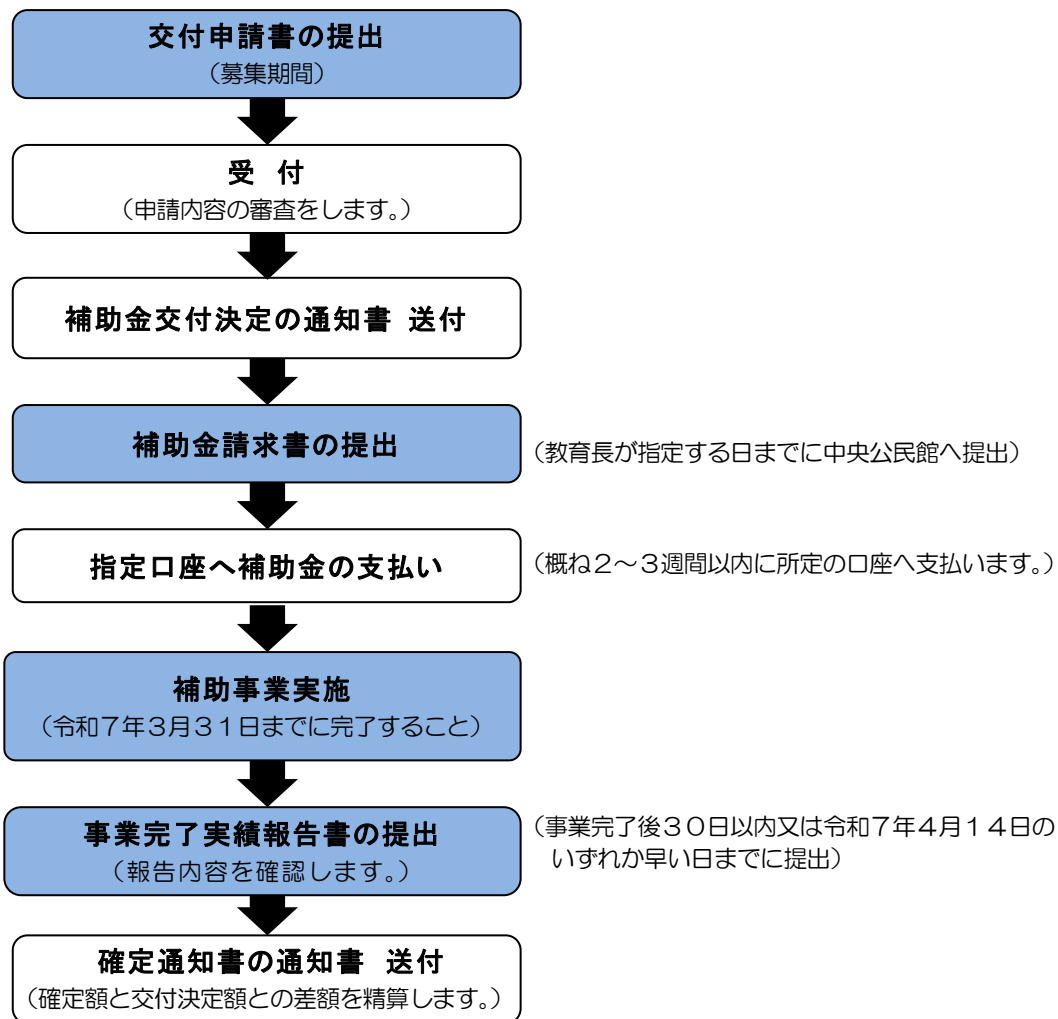 交付申請書の提出
（募集期間）
受 付
（申請内容の審査をします。）
補助金交付決定の通知書 送付
補助金請求書の提出
（教育長が指定する日までに中央公民館へ提出）
指定口座へ補助金の支払い
（概ね２～３週間以内に所定の口座へ支払います。）
補助事業実施
（令和７年３月３１日までに完了すること）
事業完了実績報告書の提出
（報告内容を確認します。）
（事業完了後３０日以内又は令和７年４月１４日の
いずれか早い日までに提出）
確定通知書の通知書 送付
（確定額と交付決定額との差額を精算します。）